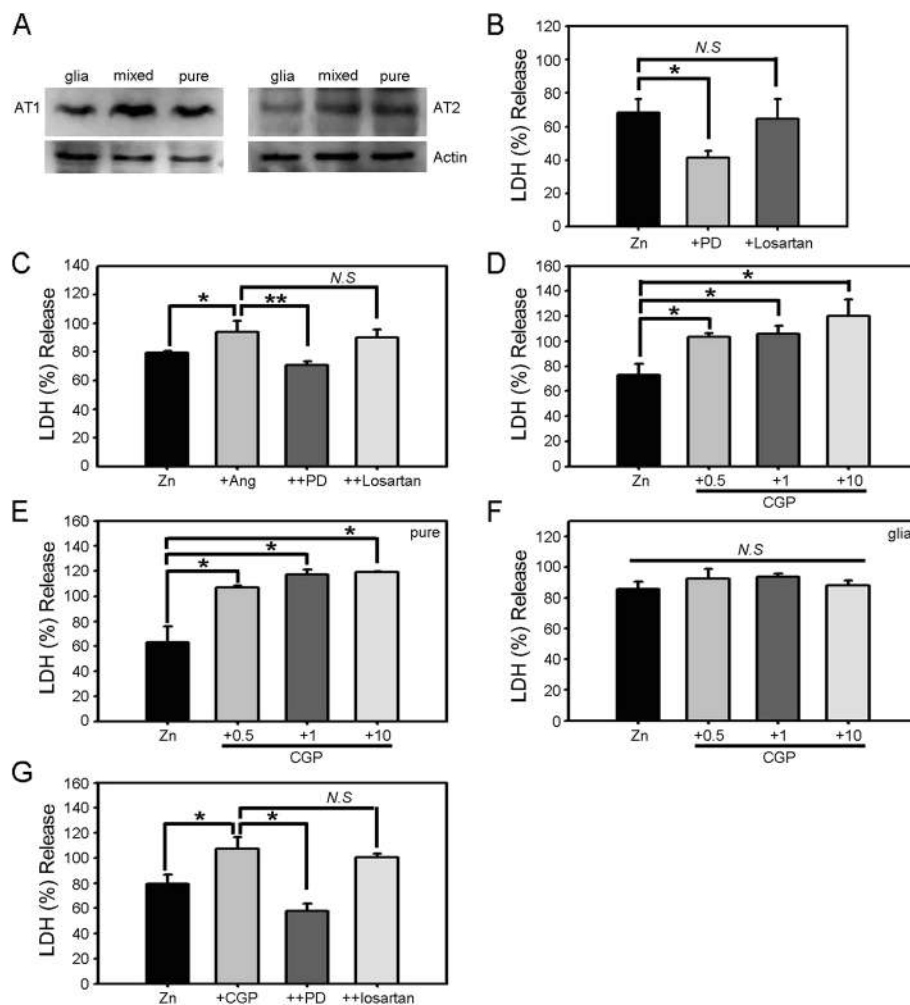 A
glia mixed pure
AT1
glia mixed pure
AT2
Actin
B
LDH (%) Release
100
80
60
40
20
0
N.S
*
Zn +PD +Losartan
C
LDH (%) Release
140
120
100
80
60
40
20
0
N.S
* **
Zn +Ang ++PD ++Losartan
D
LDH (%) Release
160
140
120
100
80
60
40
20
0
*
*
*
Zn +0.5 +1 +10
CGP
E
pure
LDH (%) Release
160
140
120
100
80
60
40
20
0
*
*
*
Zn +0.5 +1 +10
CGP
F
glia
LDH (%) Release
120
100
80
60
40
20
0
N.S
Zn +0.5 +1 +10
CGP
G
LDH (%) Release
160
140
120
100
80
60
40
20
0
N.S
* *
Zn +CGP ++PD ++losartan